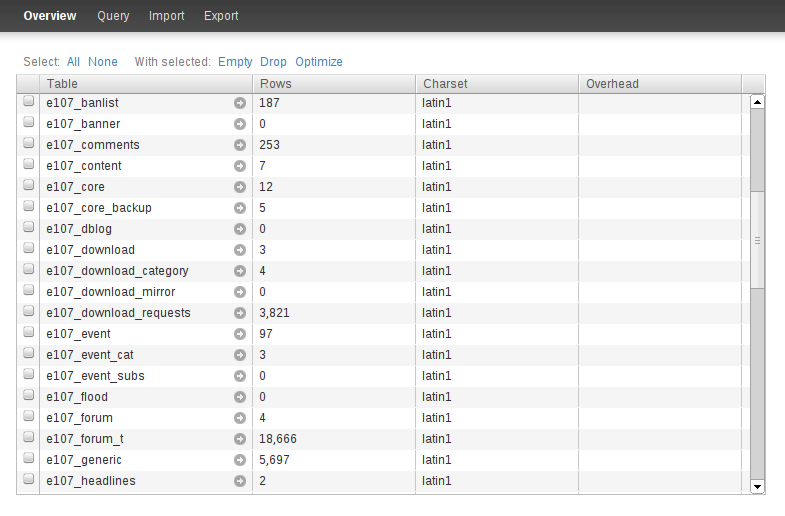 Overview Query Import Export
Select: All None With selected: Empty Drop Optimize
Table Rows Charset Overhead
e107_banlist 187 latin1
e107_banner 0 latin1
e107_comments 253 latin1
e107_content 7 latin1
e107_core 12 latin1
e107_core_backup 5 latin1
e107_dblog 0 latin1
e107_download 3 latin1
e107_download_category 4 latin1
e107_download_mirror 0 latin1
e107_download_requests 3,821 latin1
e107_event 97 latin1
e107_event_cat 3 latin1
e107_event_subs 0 latin1
e107_flood 0 latin1
e107_forum 4 latin1
e107_forum_t 18,666 latin1
e107_generic 5,697 latin1
e107_headlines 2 latin1